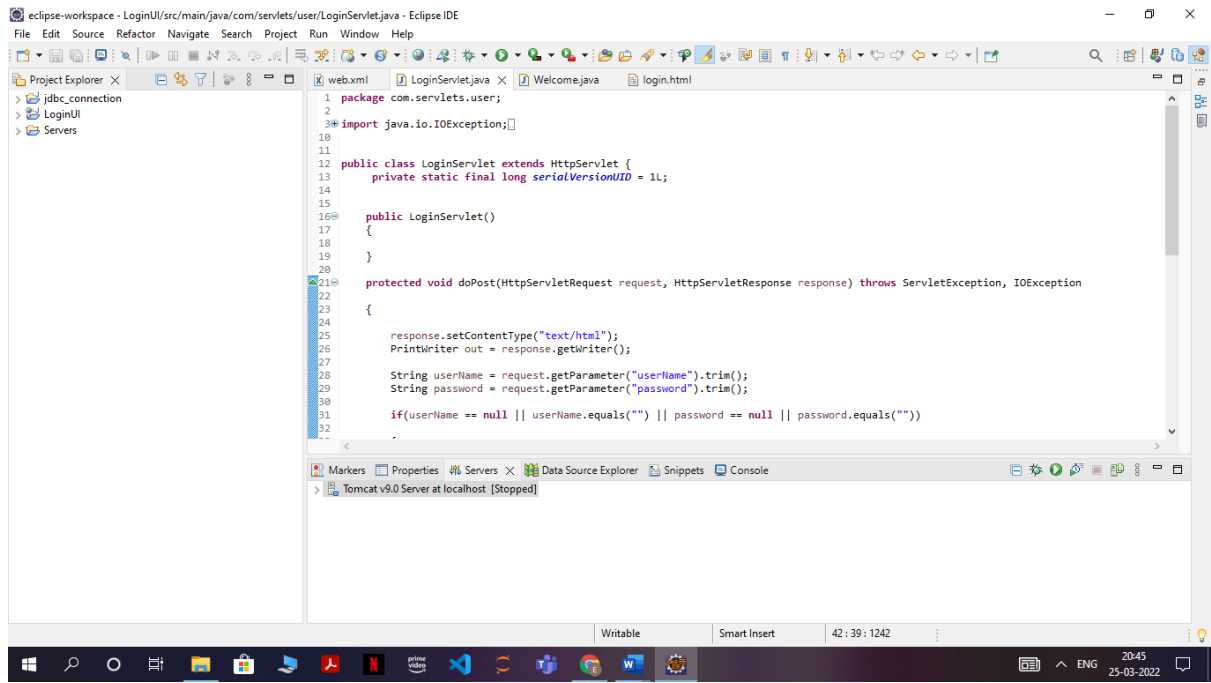 eclipse-workspace - LoginUI/src/main/java/com/servlets/user/LoginServlet.java - Eclipse IDE
File Edit Source Refactor Navigate Search Project Run Window Help
Project Explorer
web.xml LoginServlet.java Welcome.java login.html
jdbc_connection
LoginUI
Servers
1 package com.servlets.user;
2
3 import java.io.IOException;
10
11
12 public class LoginServlet extends HttpServlet {
13 private static final long serialVersionUID = 1L;
14
15
16 public LoginServlet()
17 {
18
19 }
20
21 protected void doPost(HttpServletRequest request, HttpServletResponse response) throws ServletException, IOException
22
23 {
24
25 response.setContentType("text/html");
26 PrintWriter out = response.getWriter();
27
28 String userName = request.getParameter("userName").trim();
29 String password = request.getParameter("password").trim();
30
31 if(userName == null || userName.equals("") || password == null || password.equals(""))
32
Markers Properties Servers Data Source Explorer Snippets Console
Tomcat v9.0 Server at localhost [Stopped]
Writable Smart Insert 42 : 39 : 1242
prime video N W ENG 20:45
25-03-2022